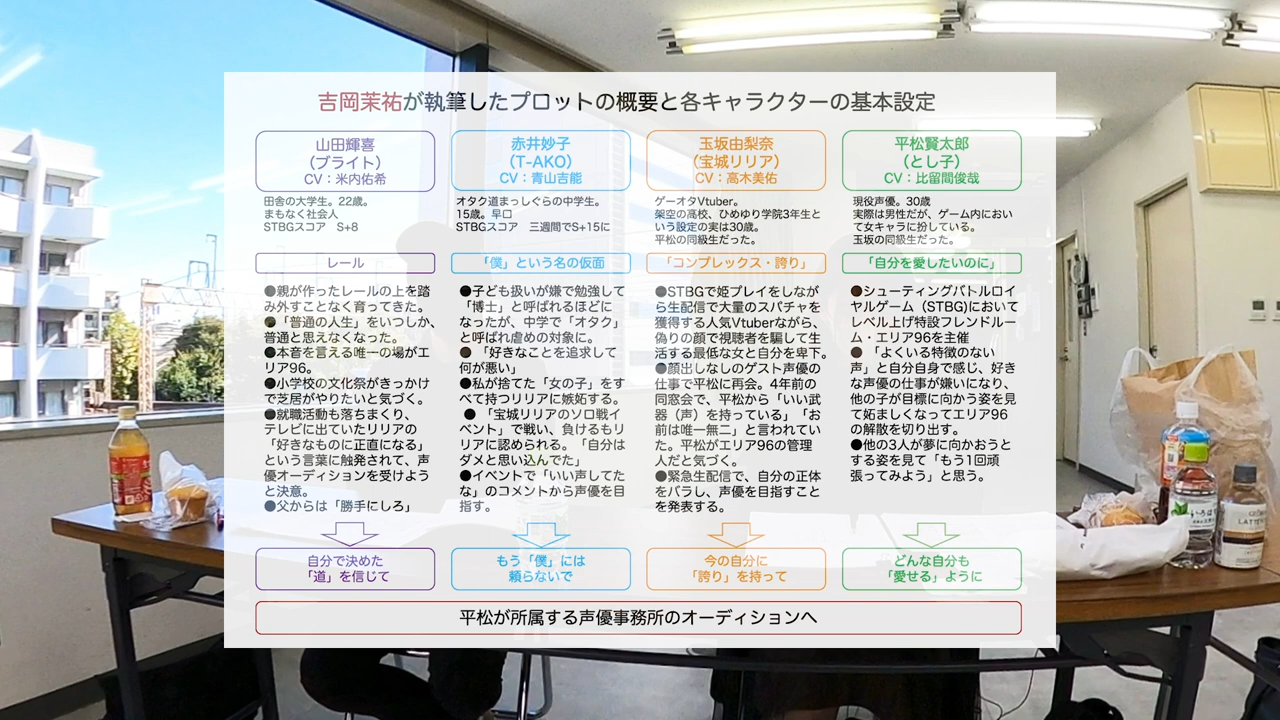 吉岡茉祐が執筆したプロットの概要と各キャラクターの基本設定
山田輝喜
（ブライト）
CV：米内佑希
田舎の大学生。22歳。
まもなく社会人
STBGスコア　S+8
レール
●親が作ったレールの上を踏
み外すことなく育ってきた。
●「普通の人生」をいつしか、
普通と思えなくなった。
●本音を言える唯一の場がエ
リア96。
●小学校の文化祭がきっかけ
で芝居がやりたいと気づく。
●就職活動も落ちまくり、
テレビに出ていたリリアの
「好きなものに正直になる」
という言葉に触発されて、声
優オーディションを受けよう
と決意。
●父からは「勝手にしろ」
自分で決めた
「道」を信じて
赤井妙子
（T-AKO）
CV：青山吉能
オタク道まっしぐらの中学生。
15歳。早口
STBGスコア　三週間でS+15に
「僕」という名の仮面
●子ども扱いが嫌で勉強して
「博士」と呼ばれるほどに
なったが、中学で「オタク」
と呼ばれ虐めの対象に。
●「好きなことを追求して
何が悪い」
●私が捨てた「女の子」をす
べて持つリリアに嫉妬する。
●「宝城リリアのソロ戦イ
ベント」で戦い、負けるもリ
リアに認められる。「自分は
ダメと思い込んでた」
●イベントで「いい声してた
な」のコメントから声優を目
指す。
もう「僕」には
頼らないで
玉坂由梨奈
（宝城リリア）
CV：高木美佑
ゲーオタVtuber。
架空の高校、ひめゆり学院3年生と
いう設定の実は30歳。
平松の同級生だった。
「コンプレックス・誇り」
●STBGで姫プレイをしなが
ら生配信で大量のスパチャを
獲得する人気Vtuberながら、
偽りの顔で視聴者を騙して生
活する最低な女と自分を卑下。
●顔出しなしのゲスト声優の
仕事で平松に再会。4年前の
同窓会で、平松から「いい武
器（声）を持っている」「お
前は唯一無二」と言われてい
た。平松がエリア96の管理
人だと気づく。
●緊急生配信で、自分の正体
をバラし、声優を目指すこと
を発表する。
今の自分に
「誇り」を持って
平松賢太郎
（とし子）
CV：比留間俊哉
現役声優。30歳
実際は男性だが、ゲーム内におい
て女キャラに扮している。
玉坂の同級生だった。
「自分を愛したいのに」
●シューティングバトルロイ
ヤルゲーム（STBG)において
レベル上げ特設フレンドルー
ム・エリア96を主催
●「よくいる特徴のない
声」と自分自身で感じ、好き
な声優の仕事が嫌いになり、
他の子が目標に向かう姿を見
て妬ましくなってエリア96
の解散を切り出す。
●他の3人が夢に向かおうと
する姿を見て「もう1回頑
張ってみよう」と思う。
どんな自分も
「愛せる」ように
平松が所属する声優事務所のオーディションへ